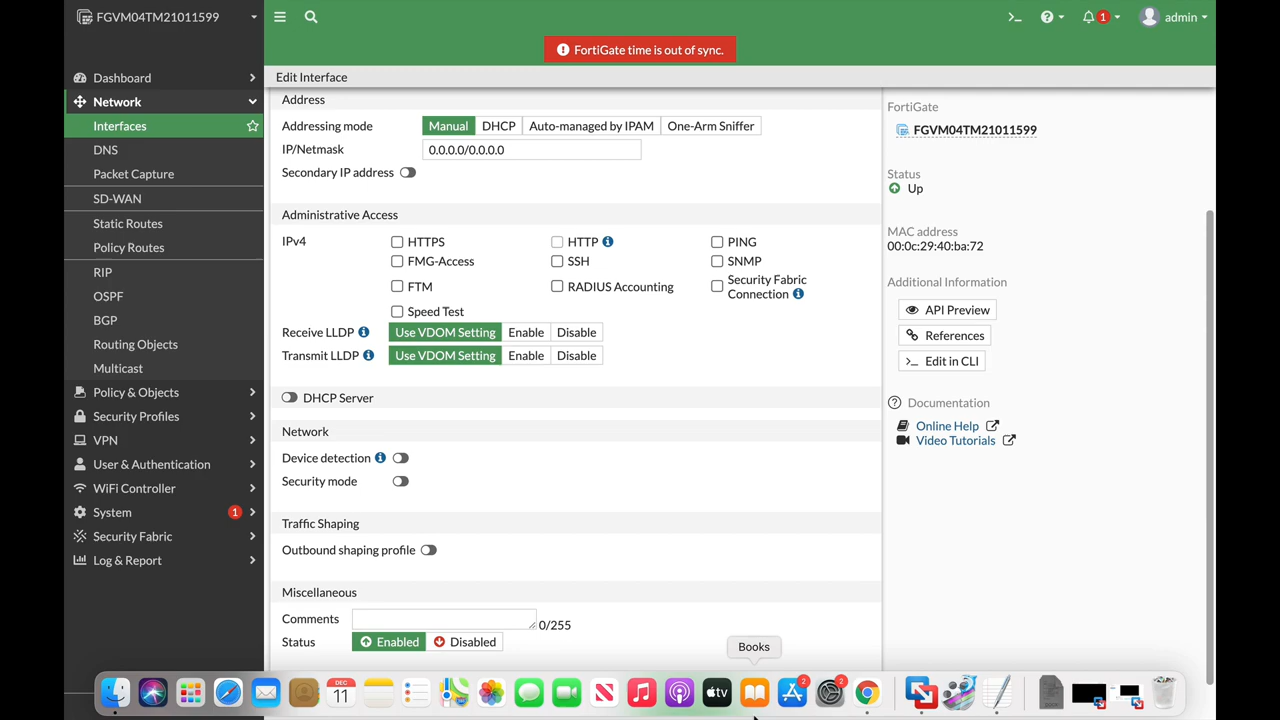 FGVM04TM21011599
1
admin
FortiGate time is out of sync.
Dashboard
Network
Interfaces
DNS
Packet Capture
SD-WAN
Static Routes
Policy Routes
RIP
OSPF
BGP
Routing Objects
Multicast
Policy & Objects
Security Profiles
VPN
User & Authentication
WiFi Controller
System 1
Security Fabric
Log & Report
Edit Interface
Address
Addressing mode Manual DHCP Auto-managed by IPAM One-Arm Sniffer
IP/Netmask 0.0.0.0/0.0.0.0
Secondary IP address
Administrative Access
IPv4 HTTPS HTTP PING
FMG-Access SSH SNMP
FTM RADIUS Accounting Security Fabric
Connection
Speed Test
Receive LLDP Use VDOM Setting Enable Disable
Transmit LLDP Use VDOM Setting Enable Disable
DHCP Server
Network
Device detection
Security mode
Traffic Shaping
Outbound shaping profile
Miscellaneous
Comments 0/255
Status Enabled Disabled
FortiGate
FGVM04TM21011599
Status
Up
MAC address
00:0c:29:40:ba:72
Additional Information
API Preview
References
>_ Edit in CLI
Documentation
Online Help
Video Tutorials
Books
DEC
11
tv
2
2